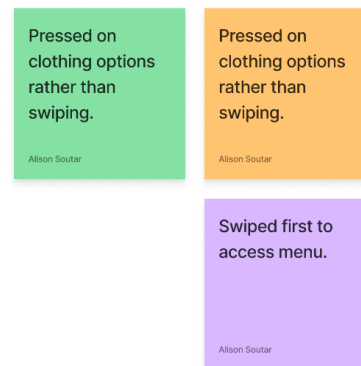 Pressed on
clothing options
rather than
swiping.
Alison Soutar
Pressed on
clothing options
rather than
swiping.
Alison Soutar
Swiped first to
access menu.
Alison Soutar